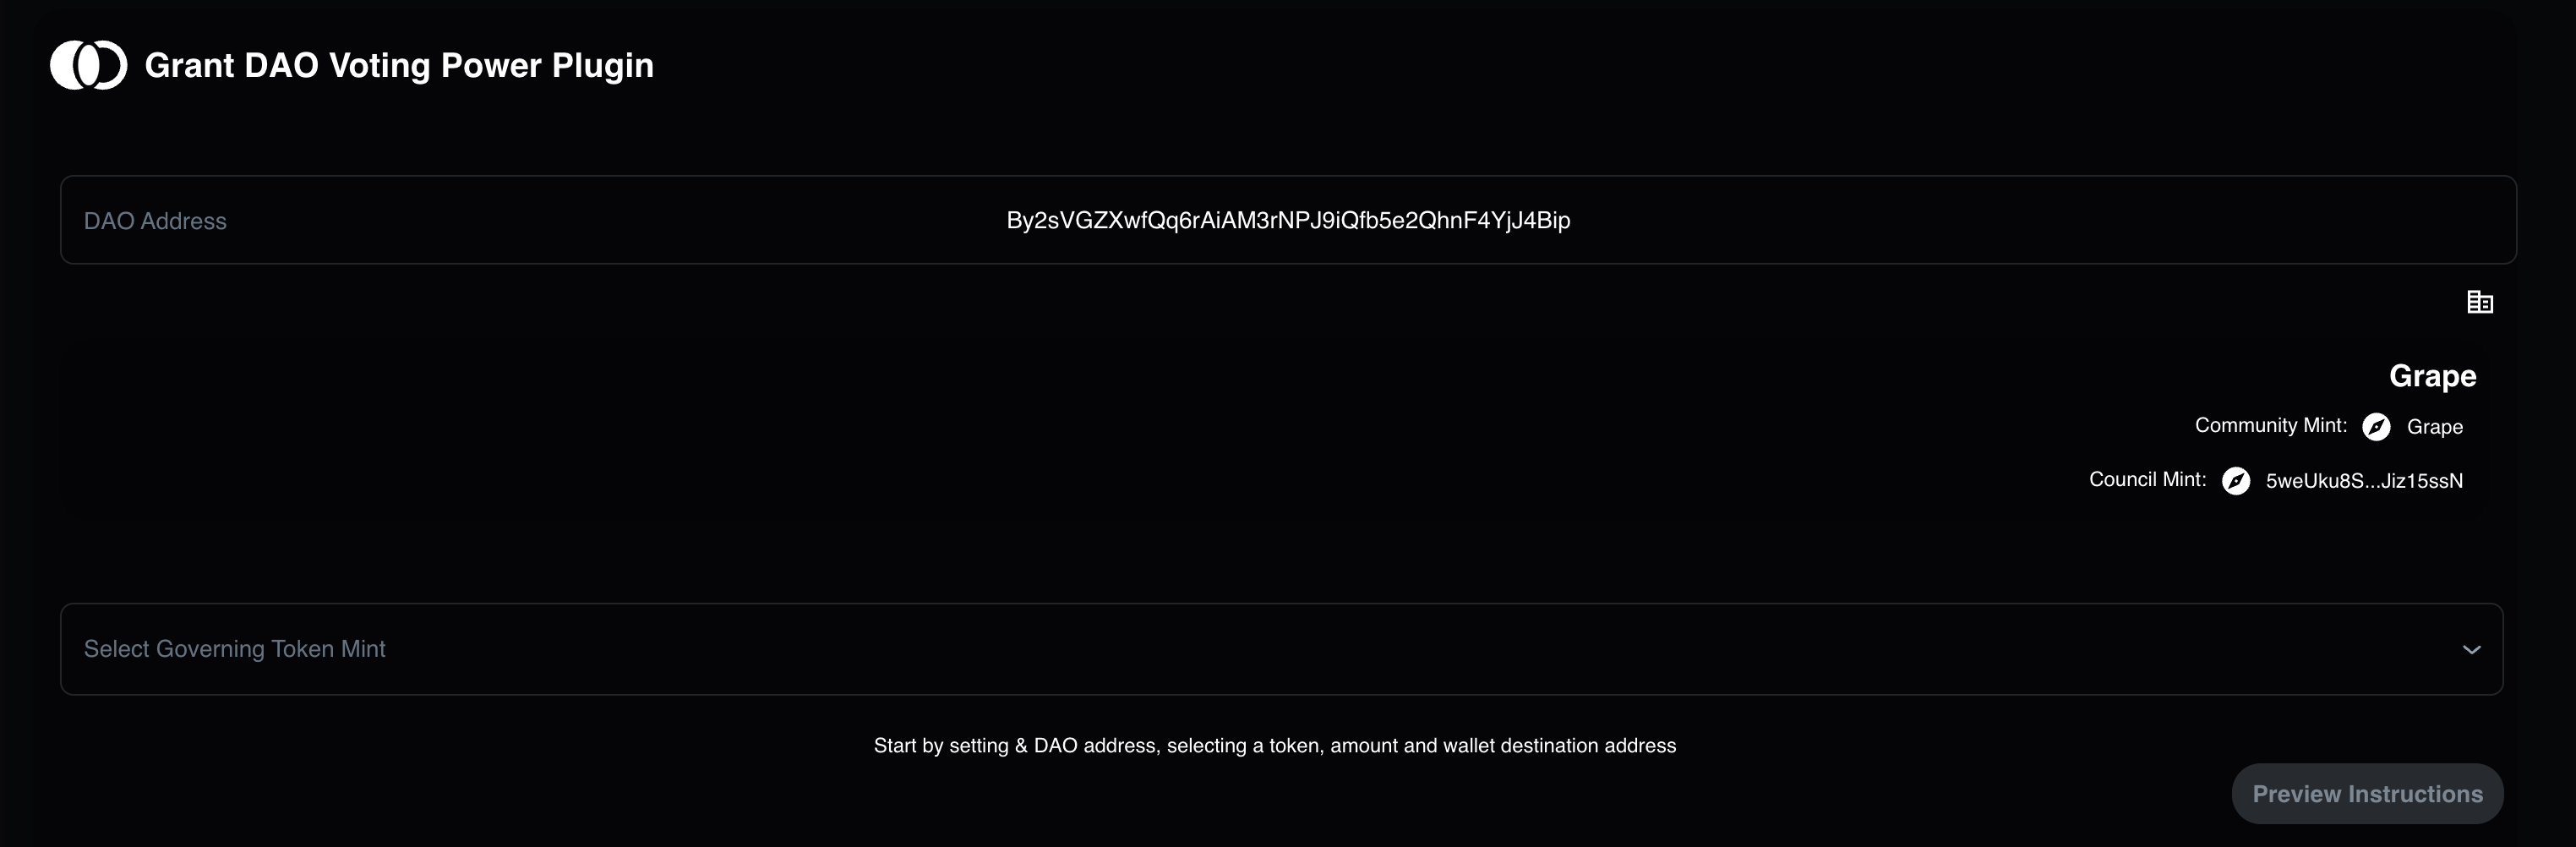 Grant DAO Voting Power Plugin
DAO Address By2sVGZXwfQq6rAiAM3rNPJ9iQfb5e2QhnF4YjJ4Bip
Grape
Community Mint: Grape
Council Mint: 5weUku8S...Jiz15ssN
Select Governing Token Mint
Start by setting & DAO address, selecting a token, amount and wallet destination address
Preview Instructions